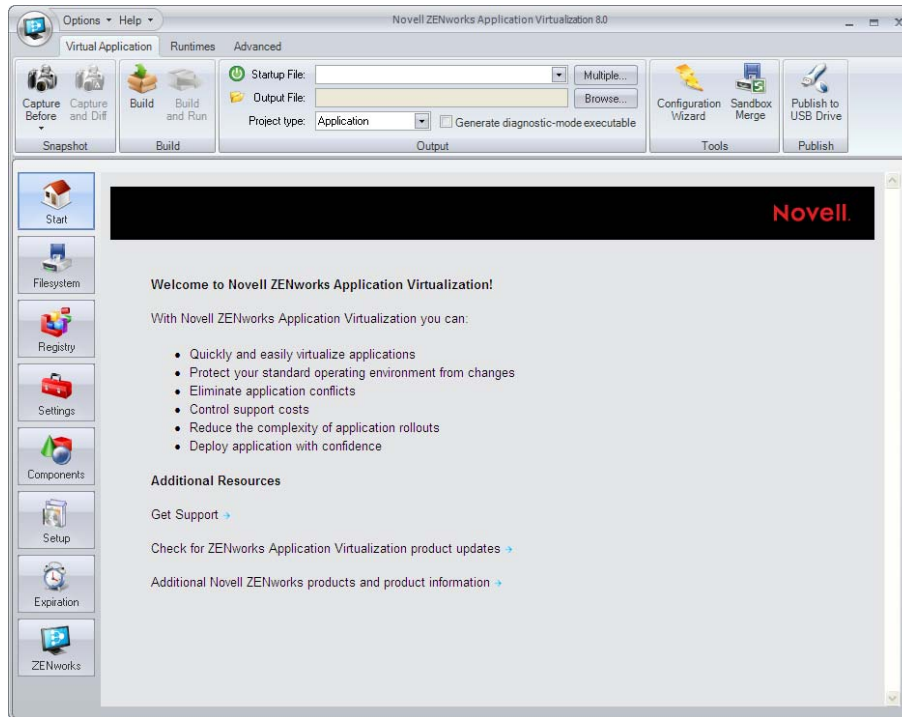 Options Help
Novell ZENworks Application Virtualization 8.0
Virtual Application Runtimes Advanced
Capture Before
Capture and Diff
Snapshot
Build
Build and Run
Build
Startup File:
Multiple...
Output File:
Browse...
Project type: Application
Generate diagnostic-mode executable
Output
Configuration Wizard
Sandbox Merge
Tools
Publish to USB Drive
Publish
Start
Filesystem
Registry
Settings
Components
Setup
Expiration
ZENworks
Novell.
Welcome to Novell ZENworks Application Virtualization!
With Novell ZENworks Application Virtualization you can:
• Quickly and easily virtualize applications
• Protect your standard operating environment from changes
• Eliminate application conflicts
• Control support costs
• Reduce the complexity of application rollouts
• Deploy application with confidence
Additional Resources
Get Support →
Check for ZENworks Application Virtualization product updates →
Additional Novell ZENworks products and product information →